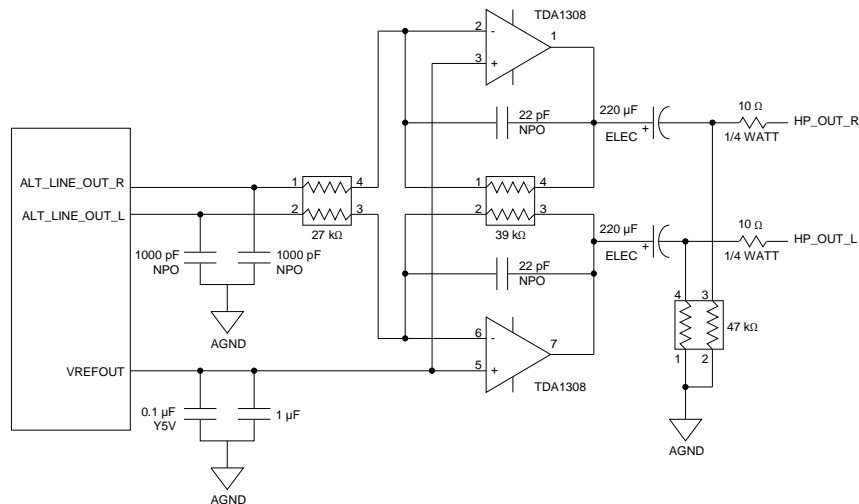 TDA1308
2
-
1
3
+
22 pF
NPO
220 µF
ELEC
+
10 Ω
1/4 WATT
HP_OUT_R
ALT_LINE_OUT_R
1
4
1
4
ALT_LINE_OUT_L
2
3
2
3
27 kΩ
39 kΩ
220 µF
ELEC
+
10 Ω
1/4 WATT
HP_OUT_L
1000 pF
NPO
1000 pF
NPO
22 pF
NPO
AGND
4
3
47 kΩ
1
2
6
-
7
5
+
TDA1308
VREFOUT
0.1 µF
Y5V
1 µF
AGND
AGND